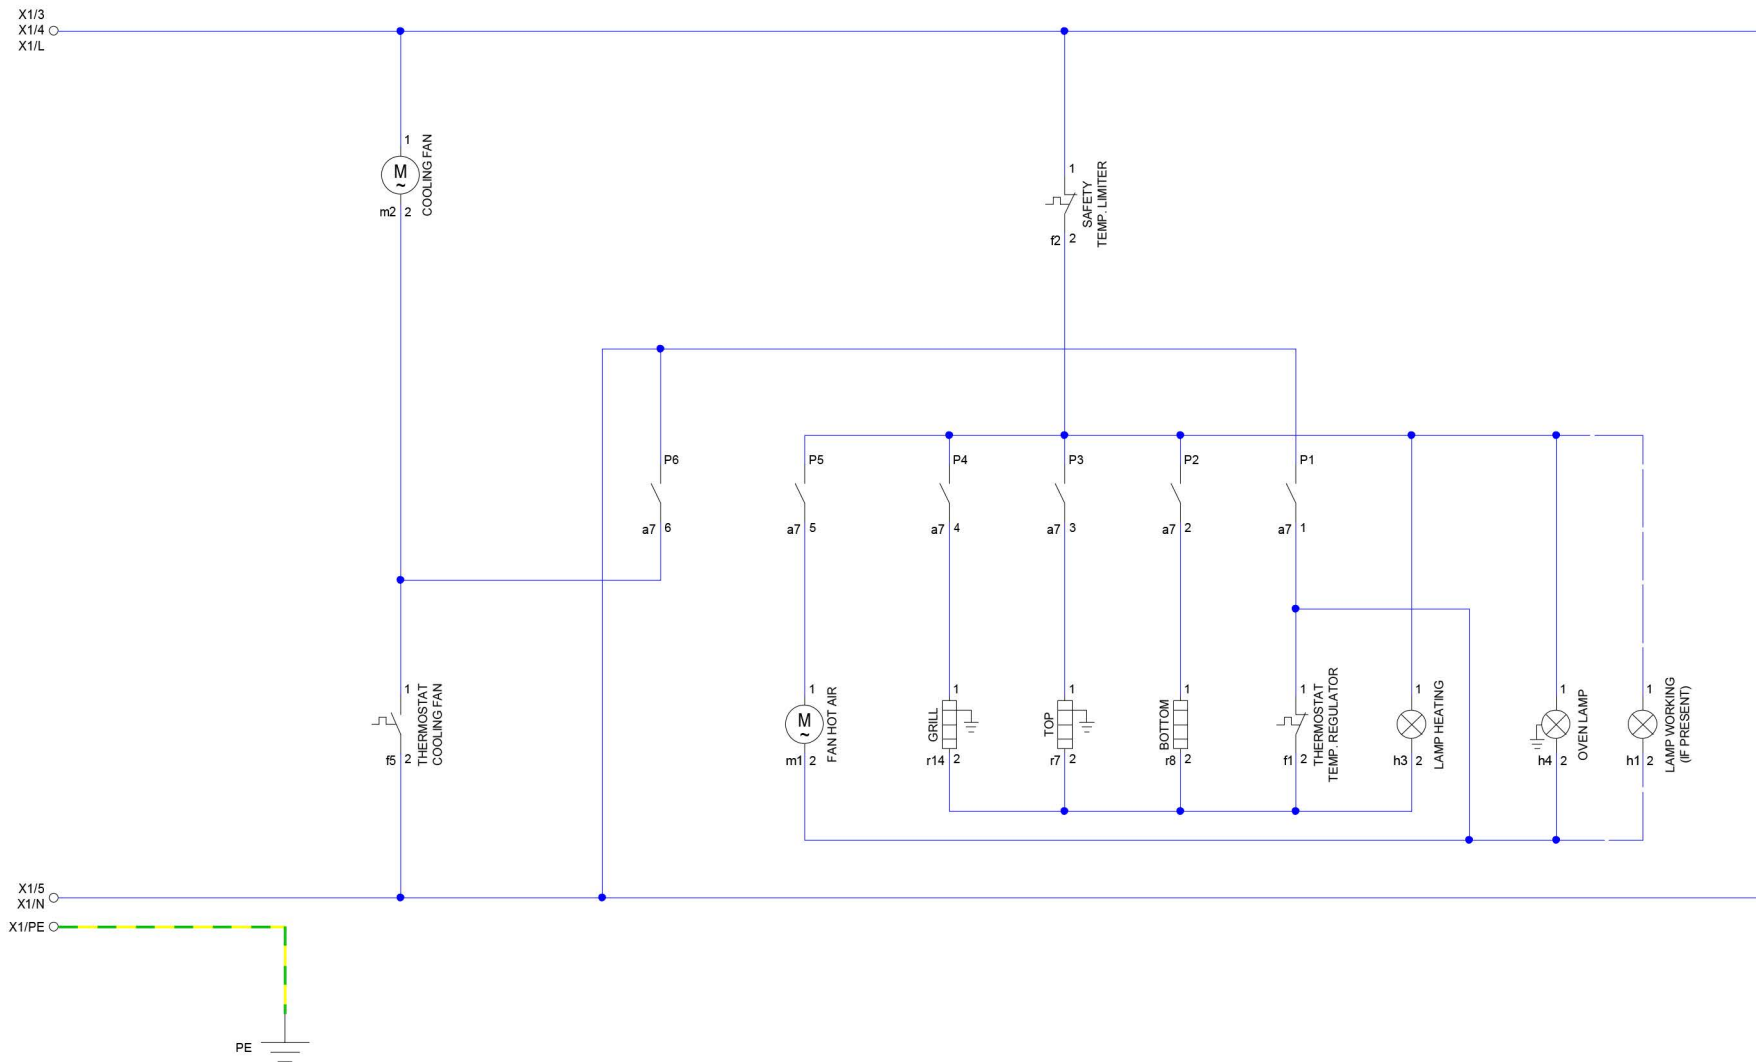 X1/3
X1/4
X1/L
1
M
~
m2 2
COOLING FAN
1
f2 2
SAFETY
TEMP. LIMITER
P6
a7 6
P5
a7 5
P4
a7 4
P3
a7 3
P2
a7 2
P1
a7 1
1
f5 2
THERMOSTAT
COOLING FAN
1
M
~
m1 2
FAN HOT AIR
GRILL
1
r14 2
TOP
1
r7 2
BOTTOM
1
r8 2
1
f1 2
THERMOSTAT
TEMP. REGULATOR
1
h3 2
LAMP HEATING
1
h4 2
OVEN LAMP
1
h1 2
LAMP WORKING
(IF PRESENT)
X1/5
X1/N
X1/PE
PE